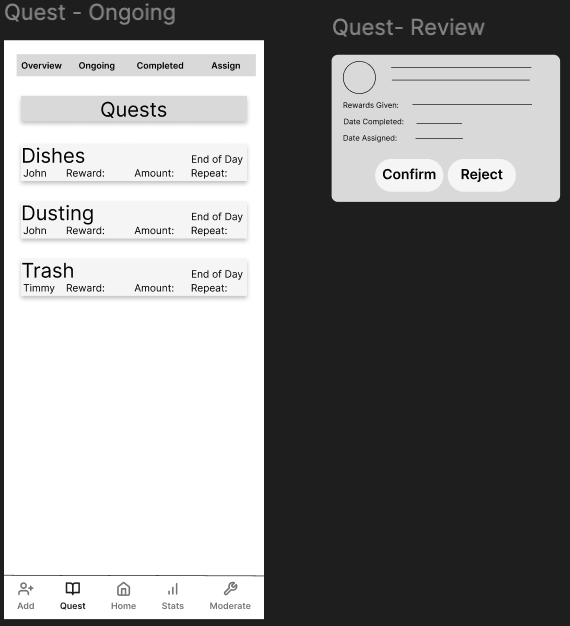 Quest - Ongoing
Overview Ongoing Completed Assign
Quests
Dishes End of Day
John Reward: Amount: Repeat:
Dusting End of Day
John Reward: Amount: Repeat:
Trash End of Day
Timmy Reward: Amount: Repeat:
Add Quest Home Stats Moderate
Quest- Review
Rewards Given:
Date Completed:
Date Assigned:
Confirm Reject